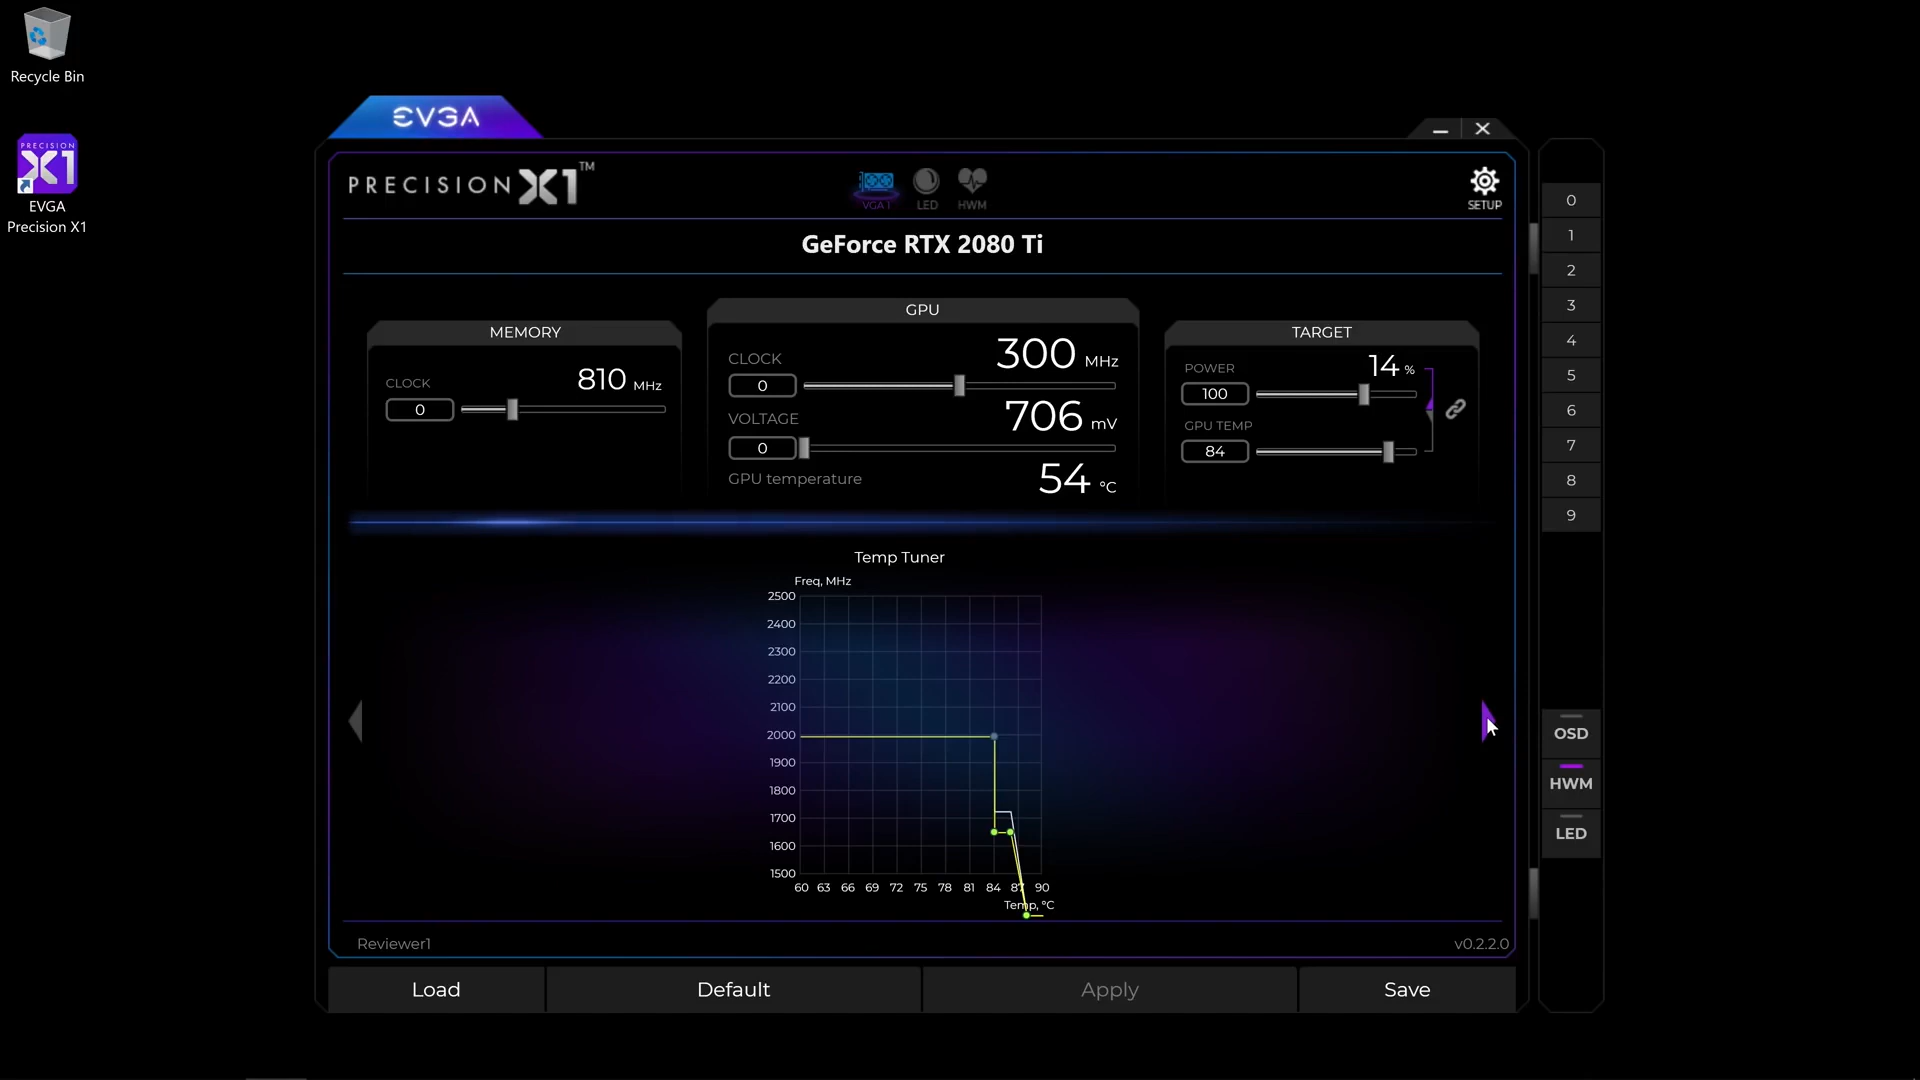 Recycle Bin
PRECISION
X1
EVGA
Precision X1
EVGA
PRECISION X1™
VGA 1
LED
HWM
SETUP
GeForce RTX 2080 Ti
MEMORY
CLOCK
810 MHz
0
GPU
CLOCK
300 MHz
0
VOLTAGE
706 mV
0
GPU temperature
54 °C
TARGET
POWER
14 %
100
GPU TEMP
84
Temp Tuner
Freq, MHz
2500
2400
2300
2200
2100
2000
1900
1800
1700
1600
1500
60 63 66 69 72 75 78 81 84 87 90
Temp, °C
Reviewer1
v0.2.2.0
Load
Default
Apply
Save
0
1
2
3
4
5
6
7
8
9
OSD
HWM
LED